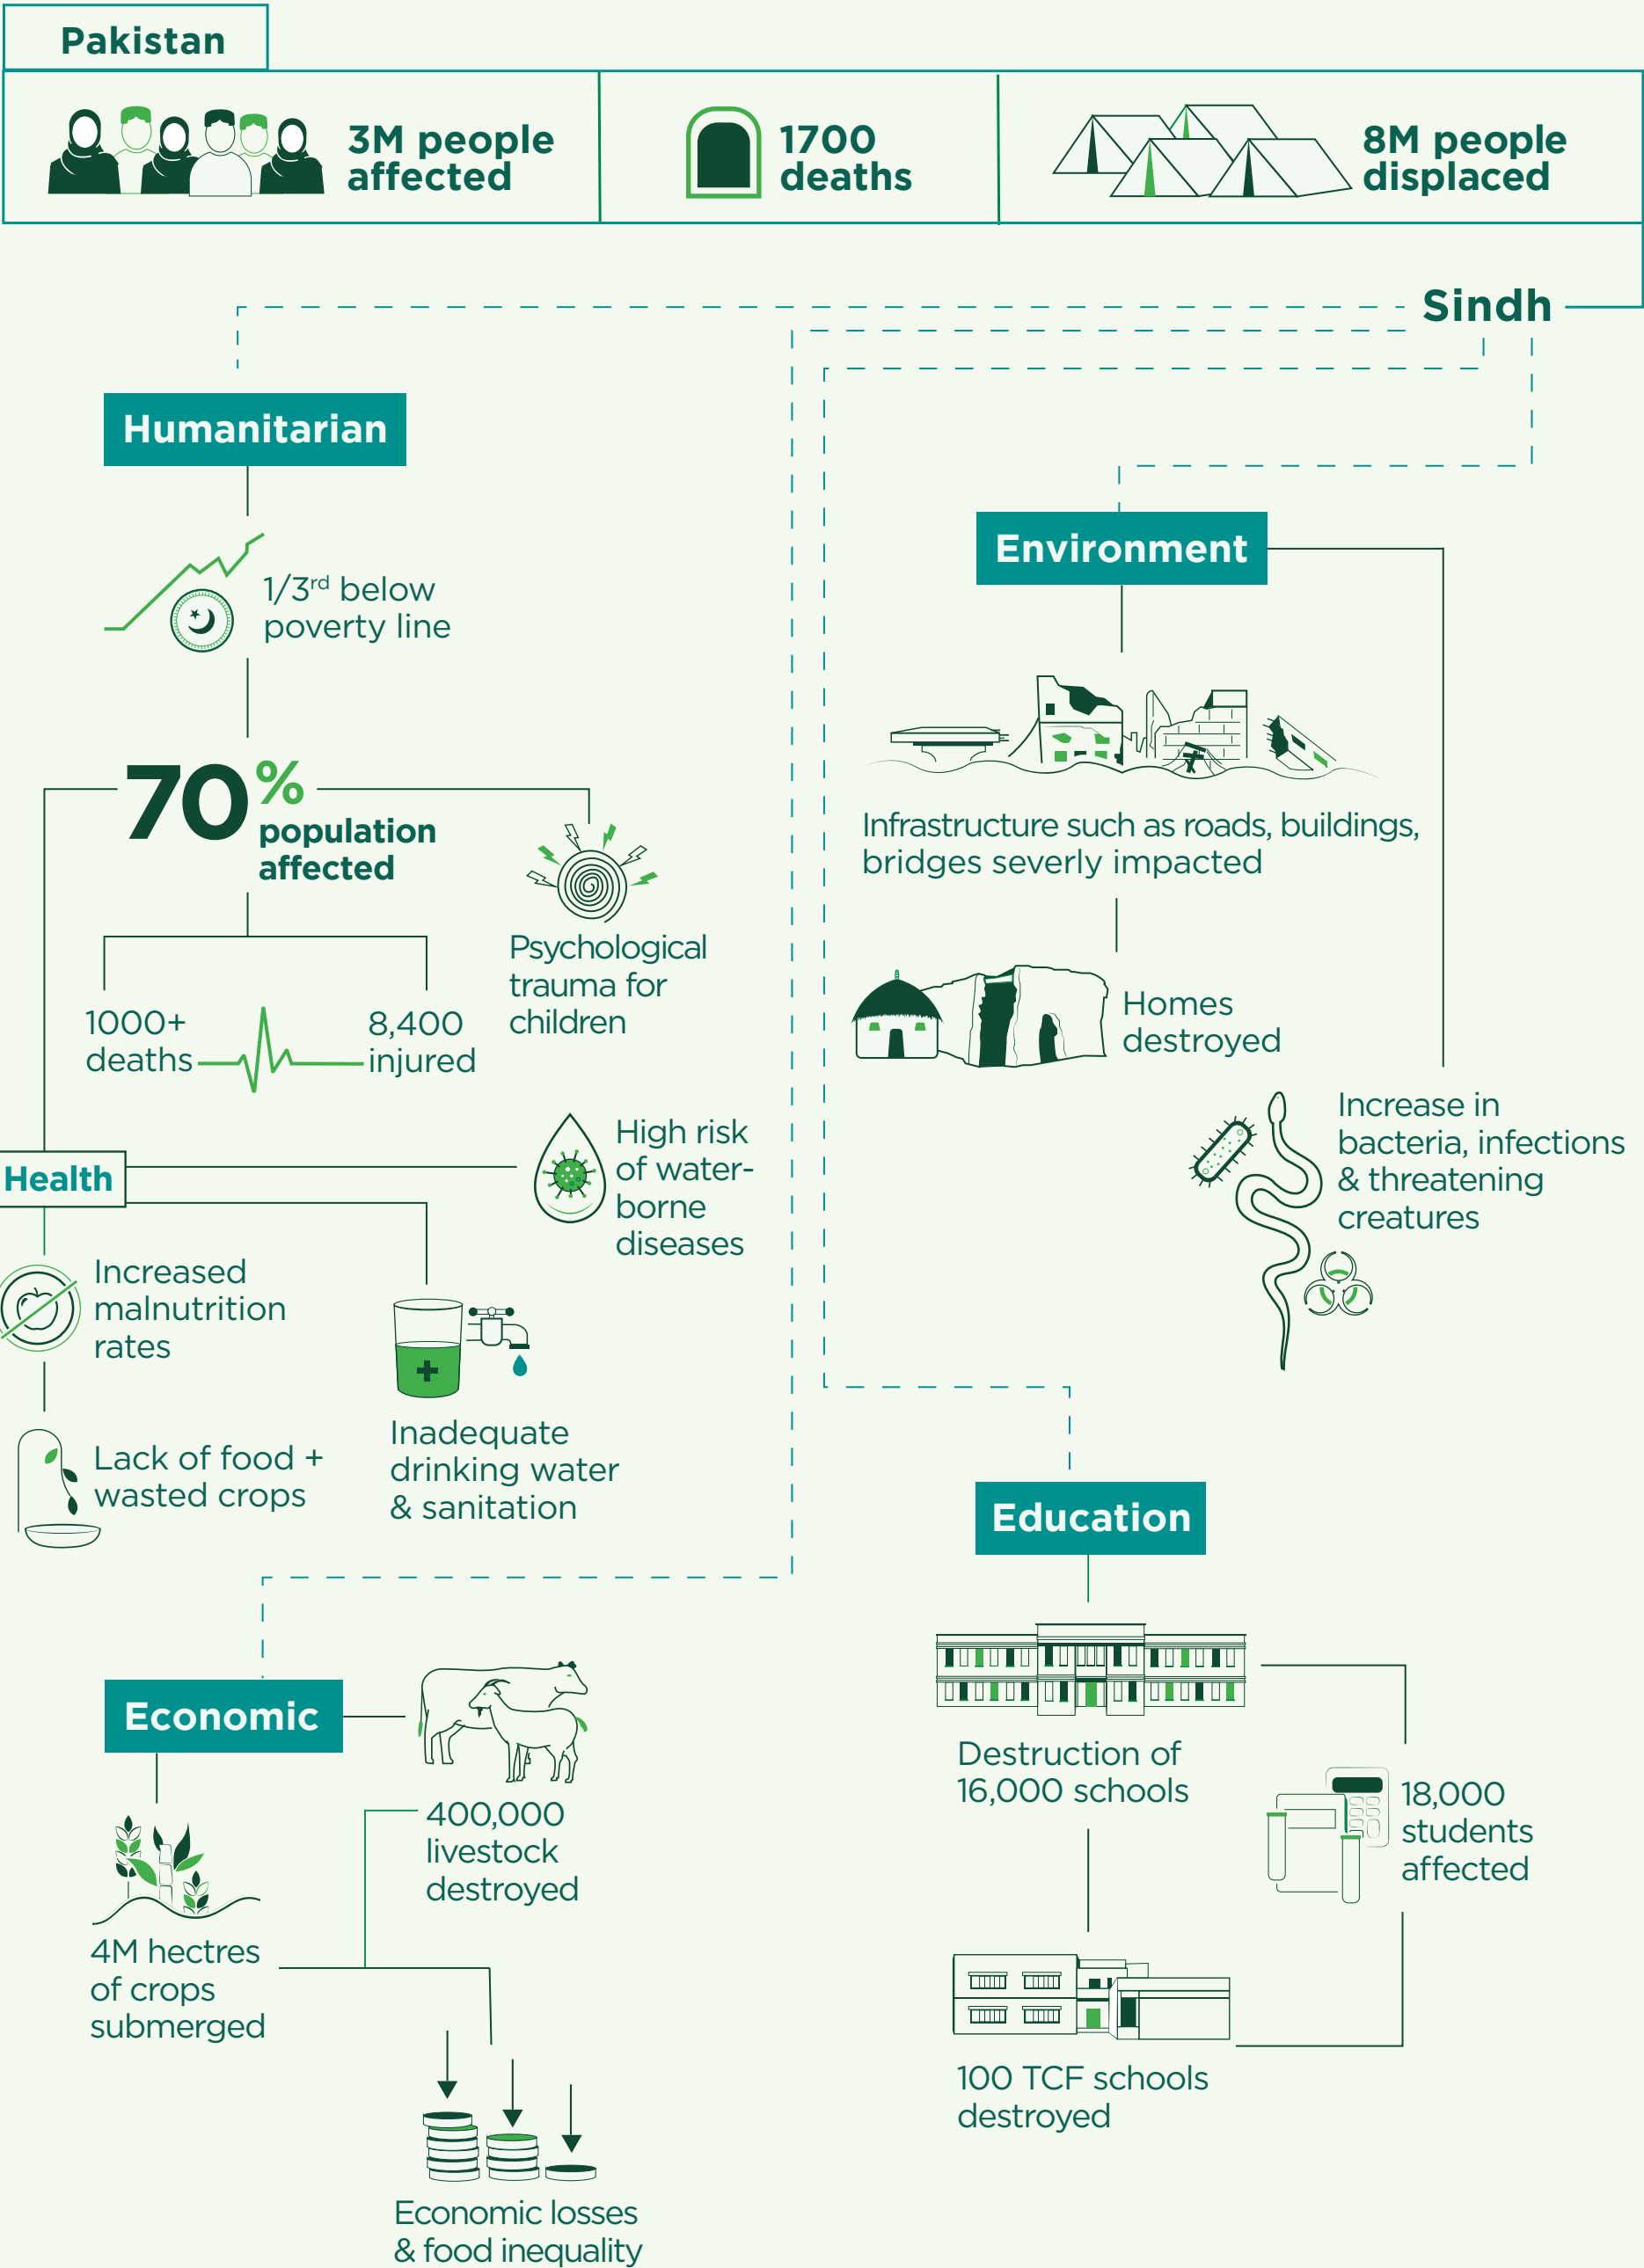 Pakistan
3M people
affected
1700
deaths
8M people
displaced
Sindh
Humanitarian
1/3rd below
poverty line
70%
population
affected
1000+
deaths
8,400
injured
Psychological
trauma for
children
Health
High risk
of water-
borne
diseases
Increased
malnutrition
rates
Lack of food +
wasted crops
Inadequate
drinking water
& sanitation
Environment
Infrastructure such as roads, buildings,
bridges severly impacted
Homes
destroyed
Increase in
bacteria, infections
& threatening
creatures
Economic
400,000
livestock
destroyed
4M hectres
of crops
submerged
Economic losses
& food inequality
Education
Destruction of
16,000 schools
18,000
students
affected
100 TCF schools
destroyed